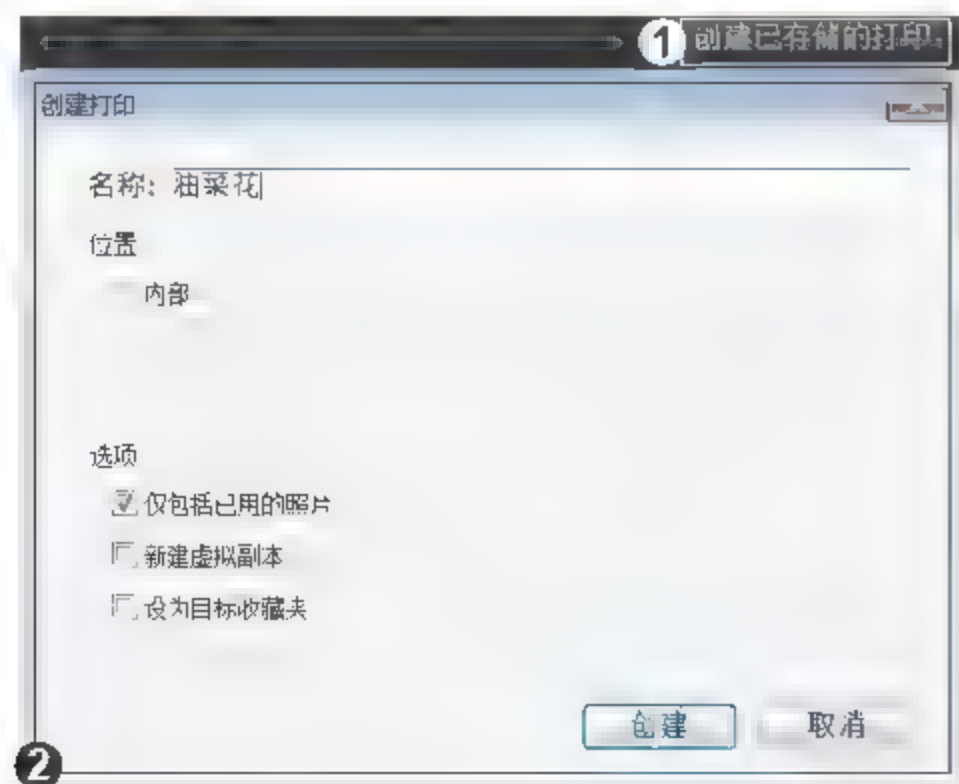 1 创建已存储的打印
创建打印
名称: 油菜花
位置
内部
选项
仅包括已用的照片
新建虚拟副本
设为目标收藏夹
创建 取消
2